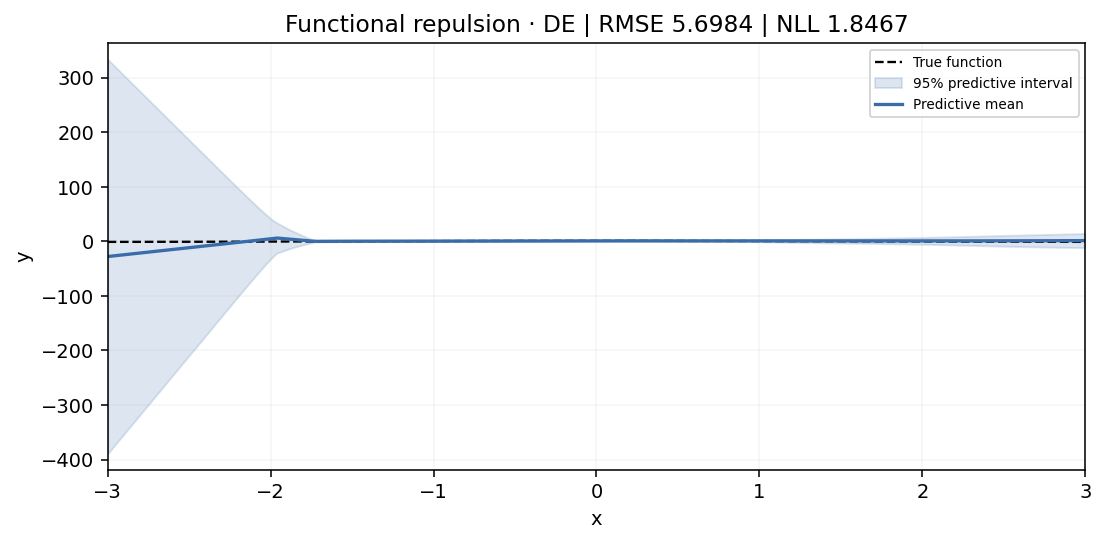 Functional repulsion · DE | RMSE 5.6984 | NLL 1.8467
True function
95% predictive interval
Predictive mean
300
200
100
0
−100
−200
−300
−400
y
−3
−2
−1
0
1
2
3
x